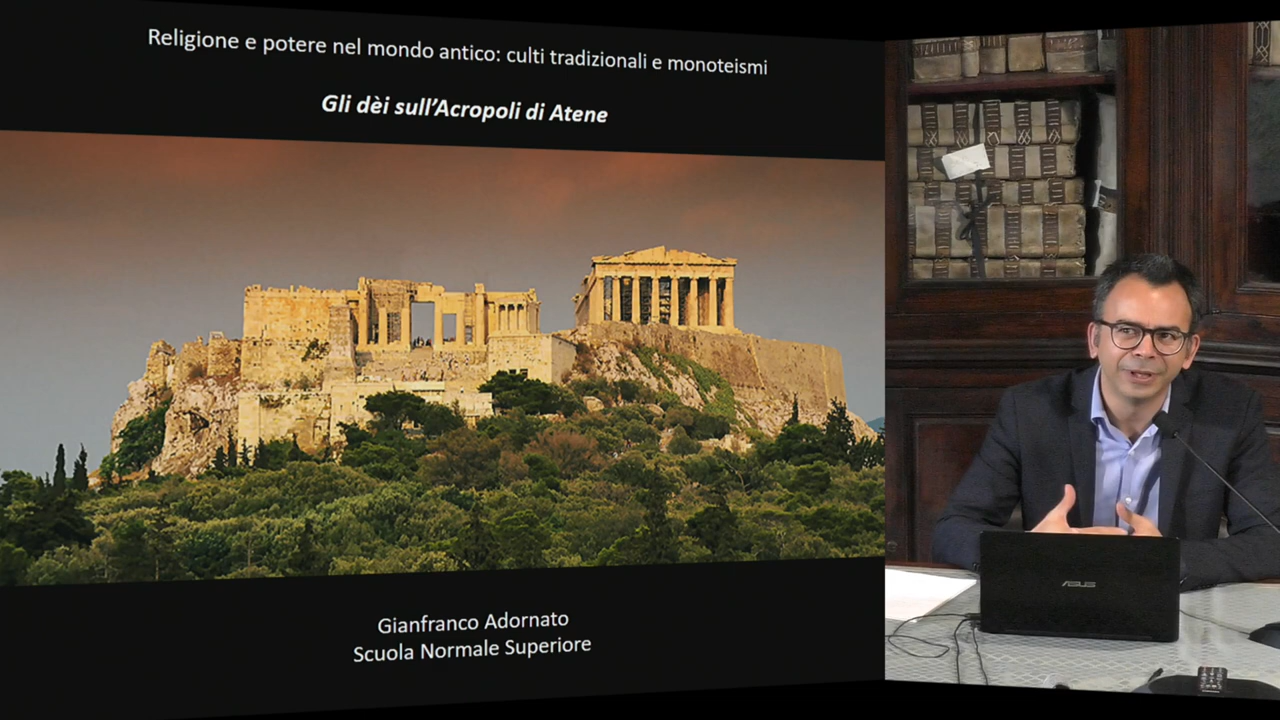 Religione e potere nel mondo antico: culti tradizionali e monoteismi
Gli dèi sull’Acropoli di Atene
Gianfranco Adornato
Scuola Normale Superiore
ASUS